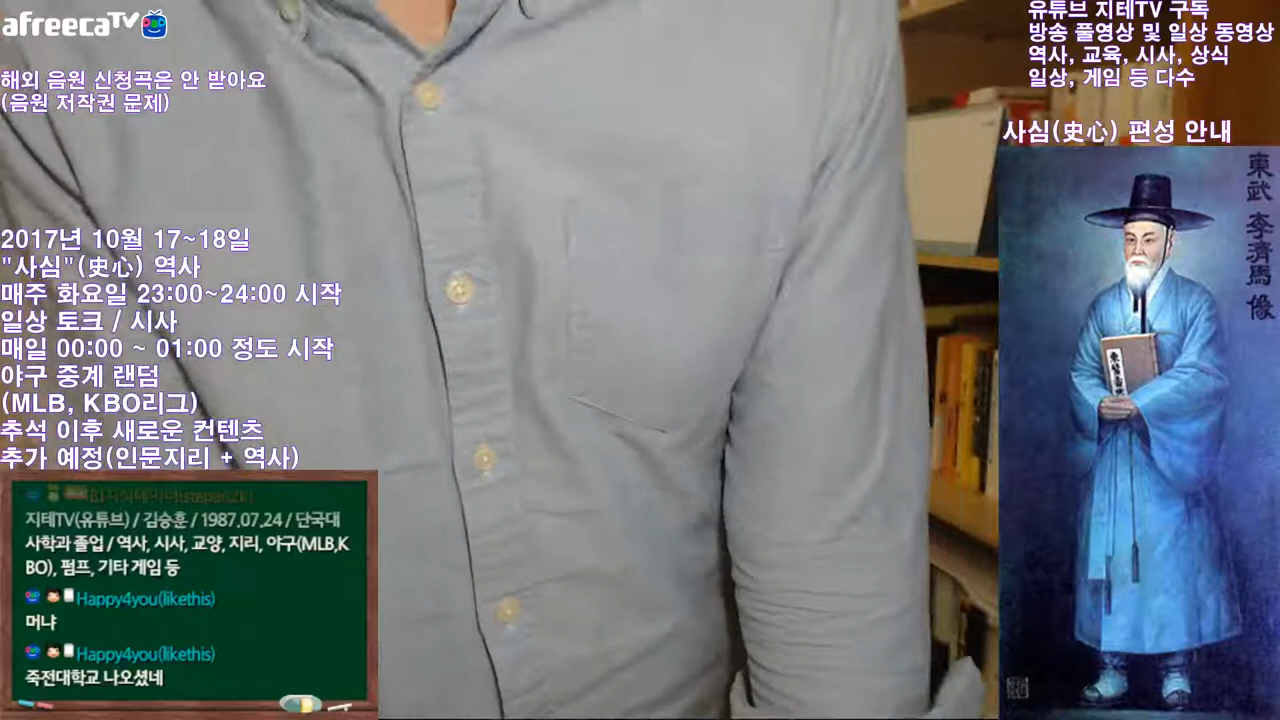 afreecaTV
해외 음원 신청곡은 안 받아요
(음원 저작권 문제)
2017년 10월 17~18일
"사심"(史心) 역사
매주 화요일 23:00~24:00 시작
일상 토크 / 시사
매일 00:00 ~ 01:00 정도 시작
야구 중계 랜덤
(MLB, KBO리그)
추석 이후 새로운 컨텐츠
추가 예정(인문지리 + 역사)
지테TV(유튜브) / 김승훈 / 1987.07.24 / 단국대
사학과 졸업 / 역사, 시사, 교양, 지리, 야구(MLB,K
BO), 펌프, 기타 게임 등
Happy4you(likethis)
머냐
Happy4you(likethis)
죽전대학교 나오셨네
유튜브 지테TV 구독
방송 풀영상 및 일상 동영상
역사, 교육, 시사, 상식
일상, 게임 등 다수
사심(史心) 편성 안내
東武 李濟馬像